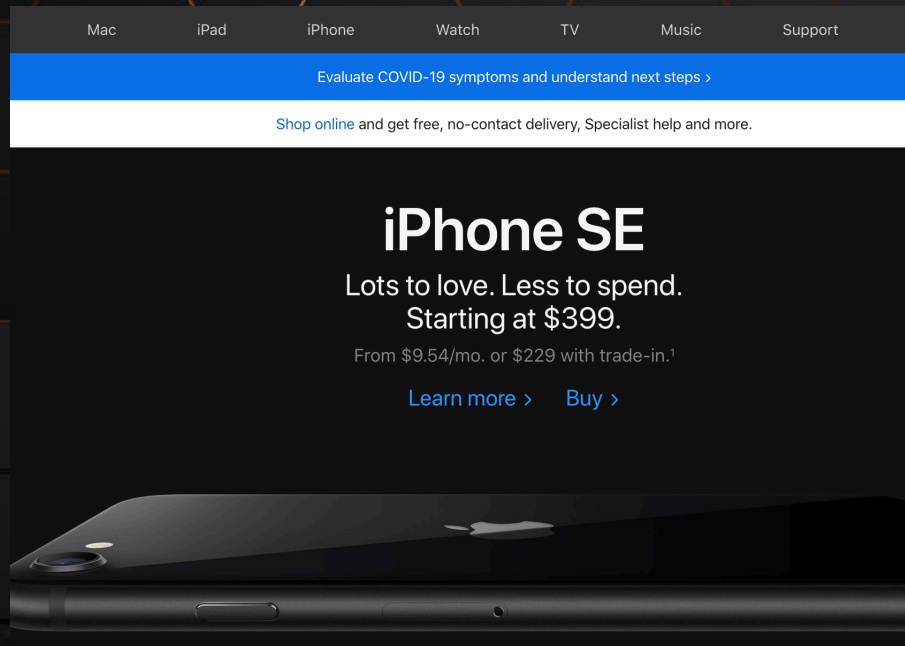 Mac iPad iPhone Watch TV Music Support
Evaluate COVID-19 symptoms and understand next steps >
Shop online and get free, no-contact delivery, Specialist help and more.
iPhone SE
Lots to love. Less to spend.
Starting at $399.
From $9.54/mo. or $229 with trade-in.¹
Learn more > Buy >